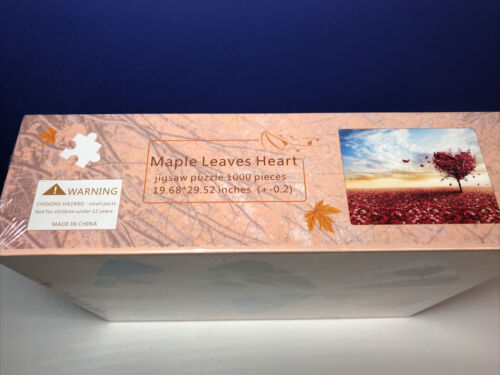 Maple Leaves Heart
jigsaw puzzle 1000 pieces
19.68*29.52 inches (+-0.2)
WARNING
CHOKING HAZARD - small parts
Not for children under 12 years
MADE IN CHINA